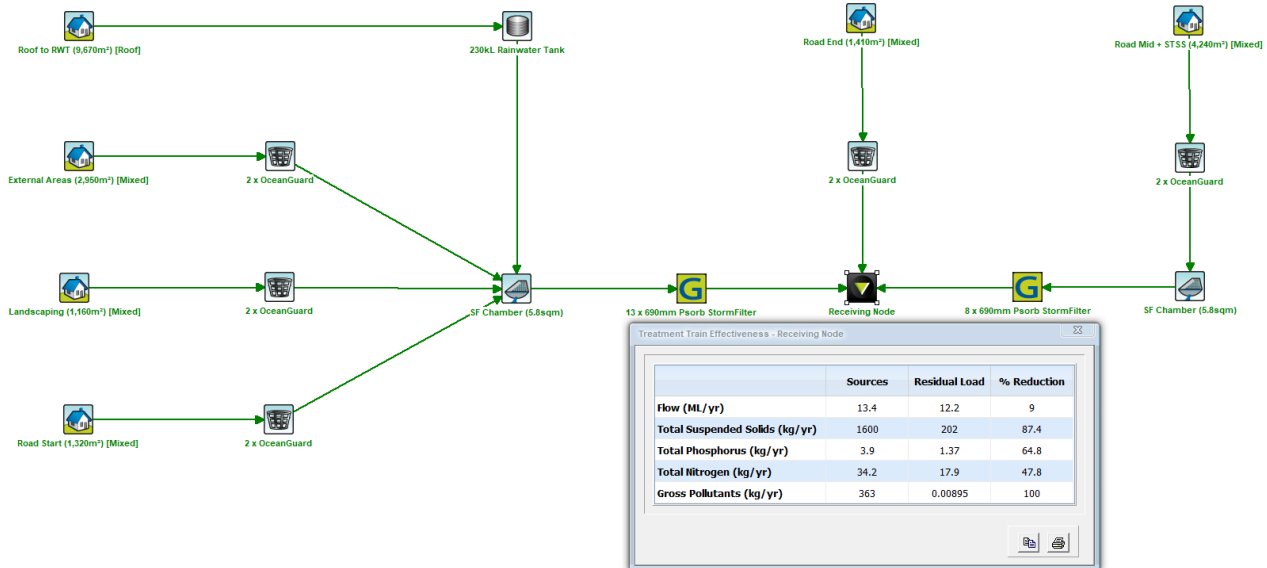 Roof to RWT (9,670m²) [Roof]
230kL Rainwater Tank
Road End (1,410m²) [Mixed]
Road Mid + STSS (4,240m²) [Mixed]
External Areas (2,950m²) [Mixed]
2 x OceanGuard
2 x OceanGuard
2 x OceanGuard
Landscaping (1,160m²) [Mixed]
2 x OceanGuard
SF Chamber (5.8sqm)
G
13 x 690mm Psorb StormFilter
Receiving Node
G
8 x 690mm Psorb StormFilter
SF Chamber (5.8sqm)
Road Start (1,320m²) [Mixed]
2 x OceanGuard
Treatment Train Effectiveness - Receiving Node
Sources Residual Load % Reduction
Flow (ML/yr) 13.4 12.2 9
Total Suspended Solids (kg/yr) 1600 202 87.4
Total Phosphorus (kg/yr) 3.9 1.37 64.8
Total Nitrogen (kg/yr) 34.2 17.9 47.8
Gross Pollutants (kg/yr) 363 0.00895 100